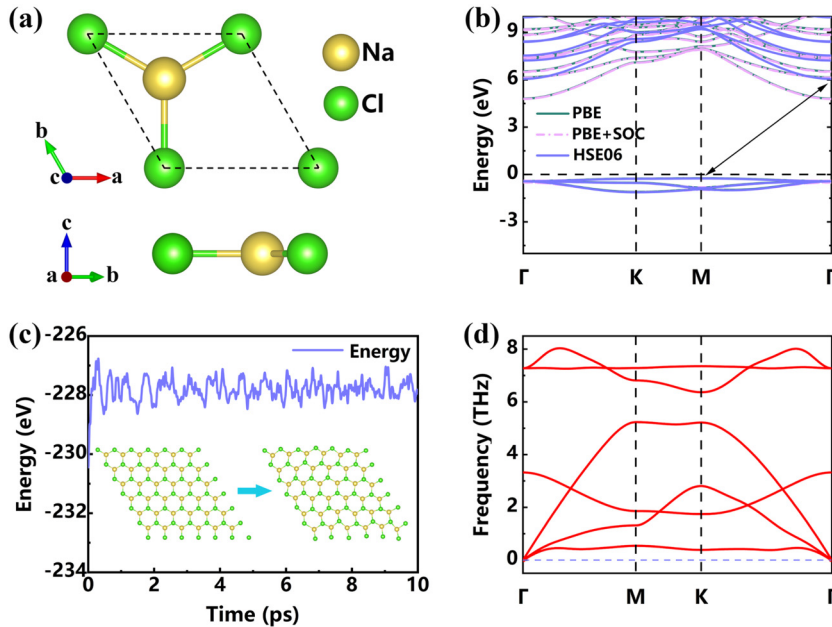 (a)
Na
Cl
b
c
a
c
a
b
(b)
Energy (eV)
9
6
3
0
-3
PBE
PBE+SOC
HSE06
Γ
K
M
Γ
(c)
Energy (eV)
-226
-228
-230
-232
-234
Energy
0
2
4
6
8
10
Time (ps)
(d)
Frequency (THz)
8
6
4
2
0
Γ
M
K
Γ